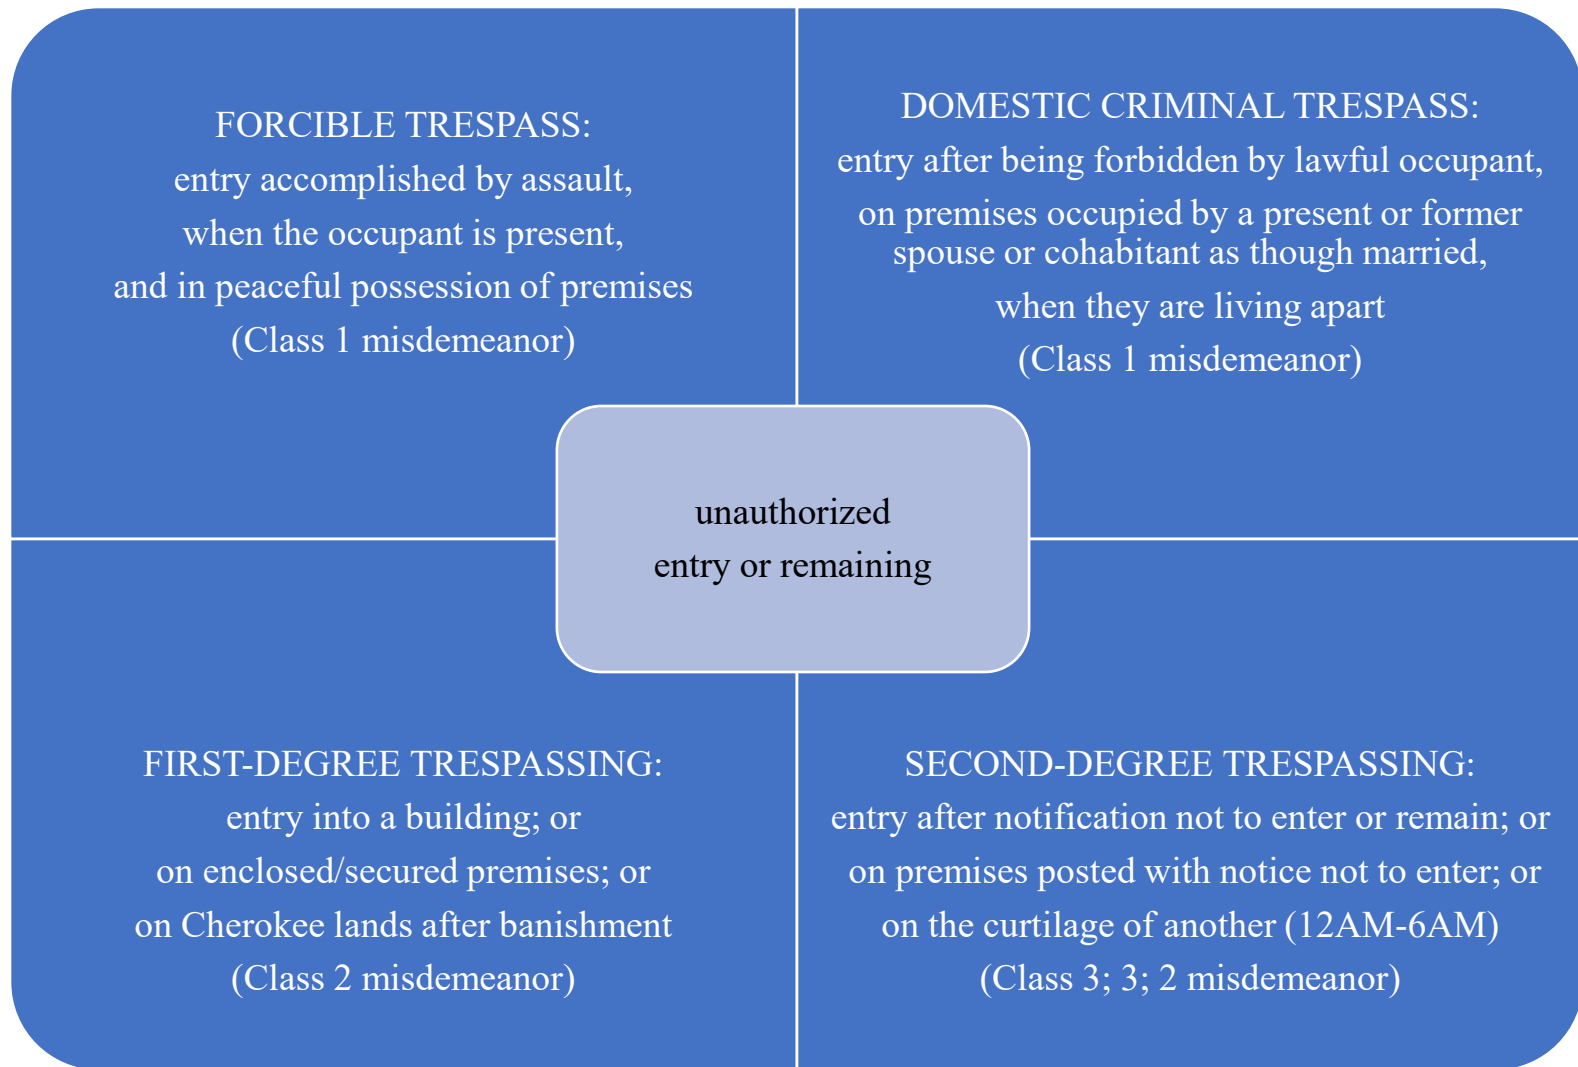 FORCIBLE TRESPASS:
entry accomplished by assault,
when the occupant is present,
and in peaceful possession of premises
(Class 1 misdemeanor)
DOMESTIC CRIMINAL TRESPASS:
entry after being forbidden by lawful occupant,
on premises occupied by a present or former
spouse or cohabitant as though married,
when they are living apart
(Class 1 misdemeanor)
unauthorized
entry or remaining
FIRST-DEGREE TRESPASSING:
entry into a building; or
on enclosed/secured premises; or
on Cherokee lands after banishment
(Class 2 misdemeanor)
SECOND-DEGREE TRESPASSING:
entry after notification not to enter or remain; or
on premises posted with notice not to enter; or
on the curtilage of another (12AM-6AM)
(Class 3; 3; 2 misdemeanor)